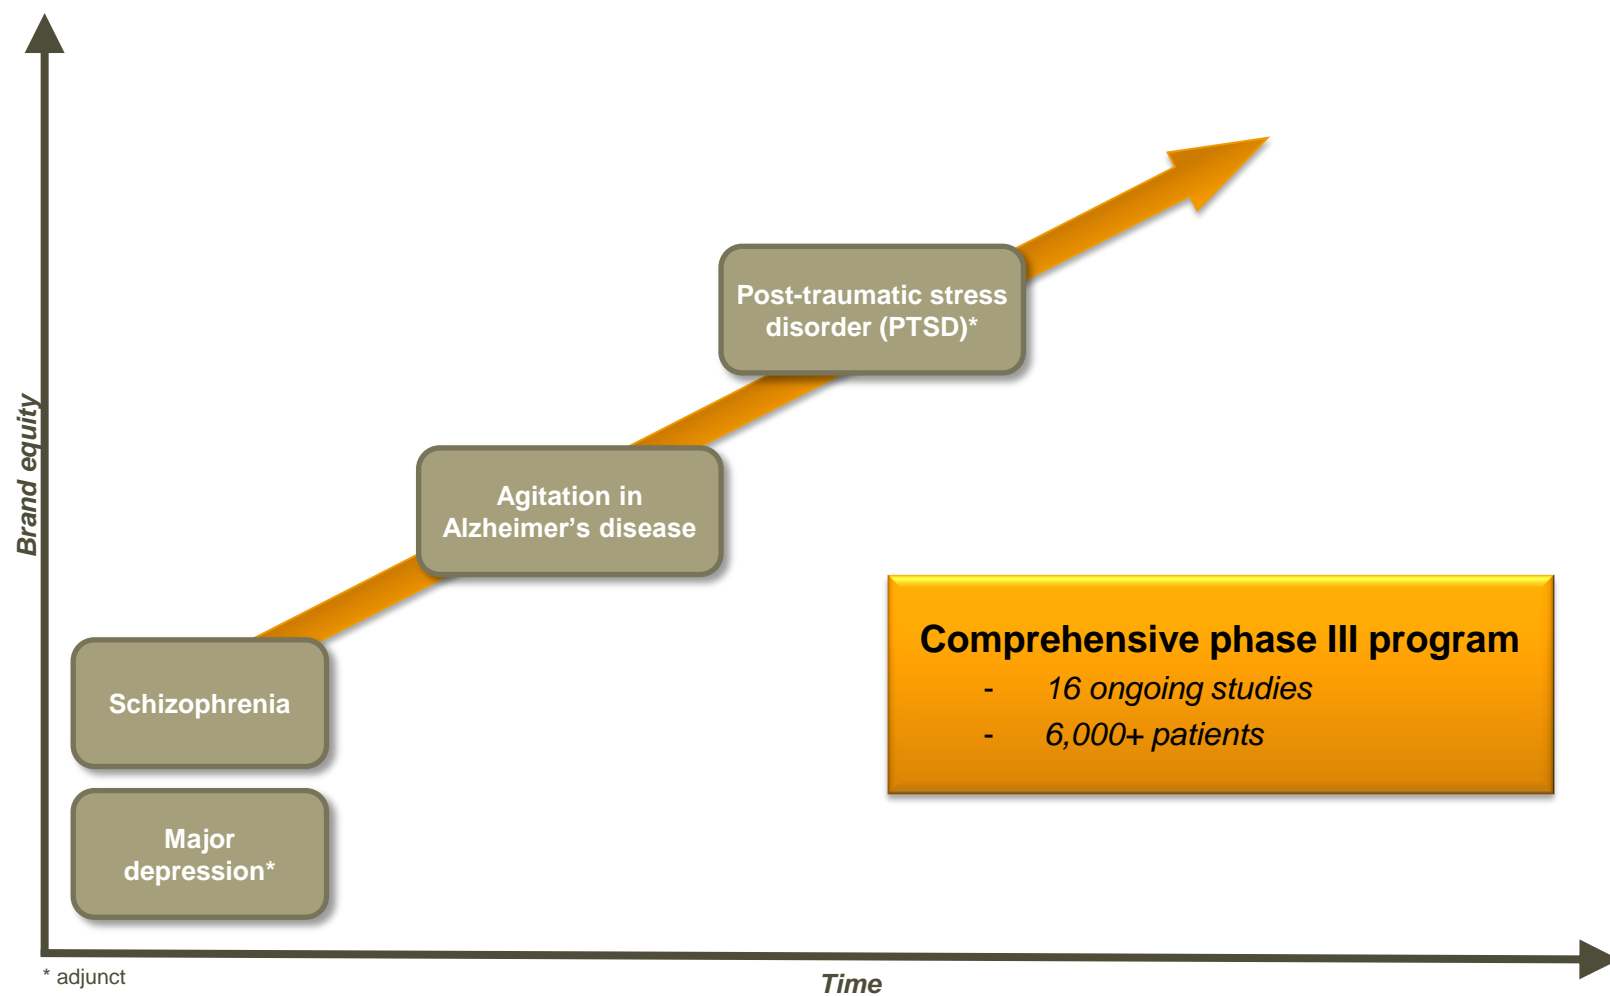 Brand equity
Post-traumatic stress
disorder (PTSD)*
Agitation in
Alzheimer’s disease
Schizophrenia
Major
depression*
Comprehensive phase III program
- 16 ongoing studies
- 6,000+ patients
* adjunct
Time